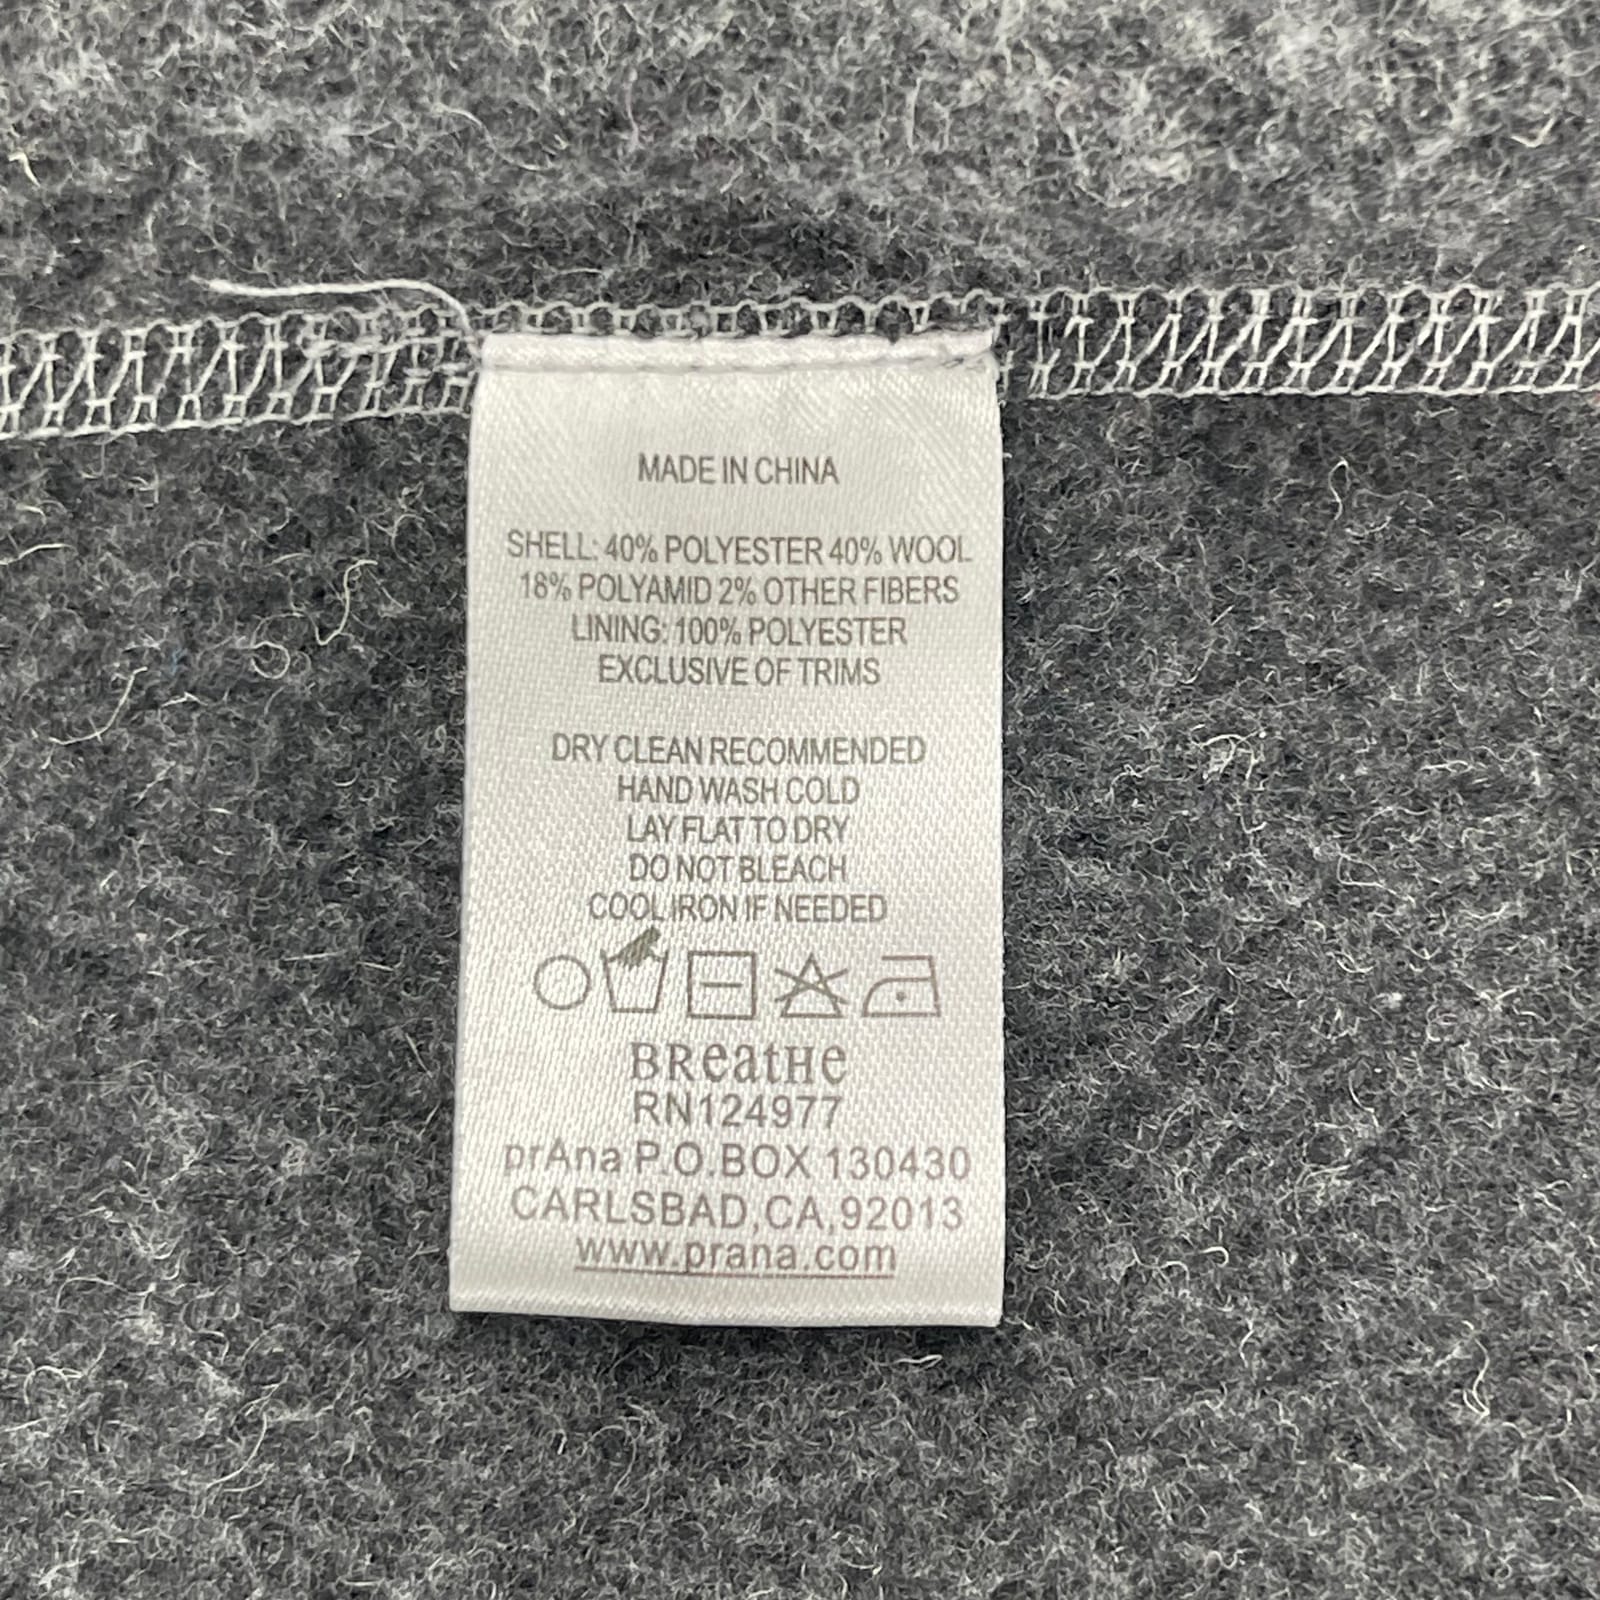 MADE IN CHINA
SHELL: 40% POLYESTER 40% WOOL
18% POLYAMID 2% OTHER FIBERS
LINING: 100% POLYESTER
EXCLUSIVE OF TRIMS
DRY CLEAN RECOMMENDED
HAND WASH COLD
LAY FLAT TO DRY
DO NOT BLEACH
COOL IRON IF NEEDED
BReatHe
RN124977
prAna P.O.BOX 130430
CARLSBAD,CA,92013
www.prana.com